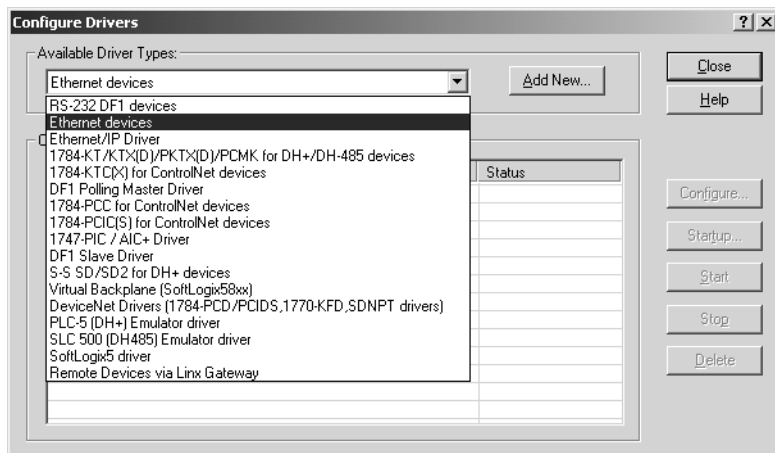 Configure Drivers
Available Driver Types:
Ethernet devices
Add New...
Close
Help
RS-232 DF1 devices
Ethernet devices
Ethernet/IP Driver
1784-KT/KTX(D)/PKTX(D)/PCMK for DH+/DH-485 devices
1784-KTC(X) for ControlNet devices
DF1 Polling Master Driver
1784-PCC for ControlNet devices
1784-PCIC(S) for ControlNet devices
1747-PIC / AIC+ Driver
DF1 Slave Driver
S-S SD/SD2 for DH+ devices
Virtual Backplane (SoftLogix58xx)
DeviceNet Drivers (1784-PCD/PCIDS,1770-KFD,SDNPT drivers)
PLC-5 (DH+) Emulator driver
SLC 500 (DH485) Emulator driver
SoftLogix5 driver
Remote Devices via Linx Gateway
Status
Configure...
Startup...
Start
Stop
Delete